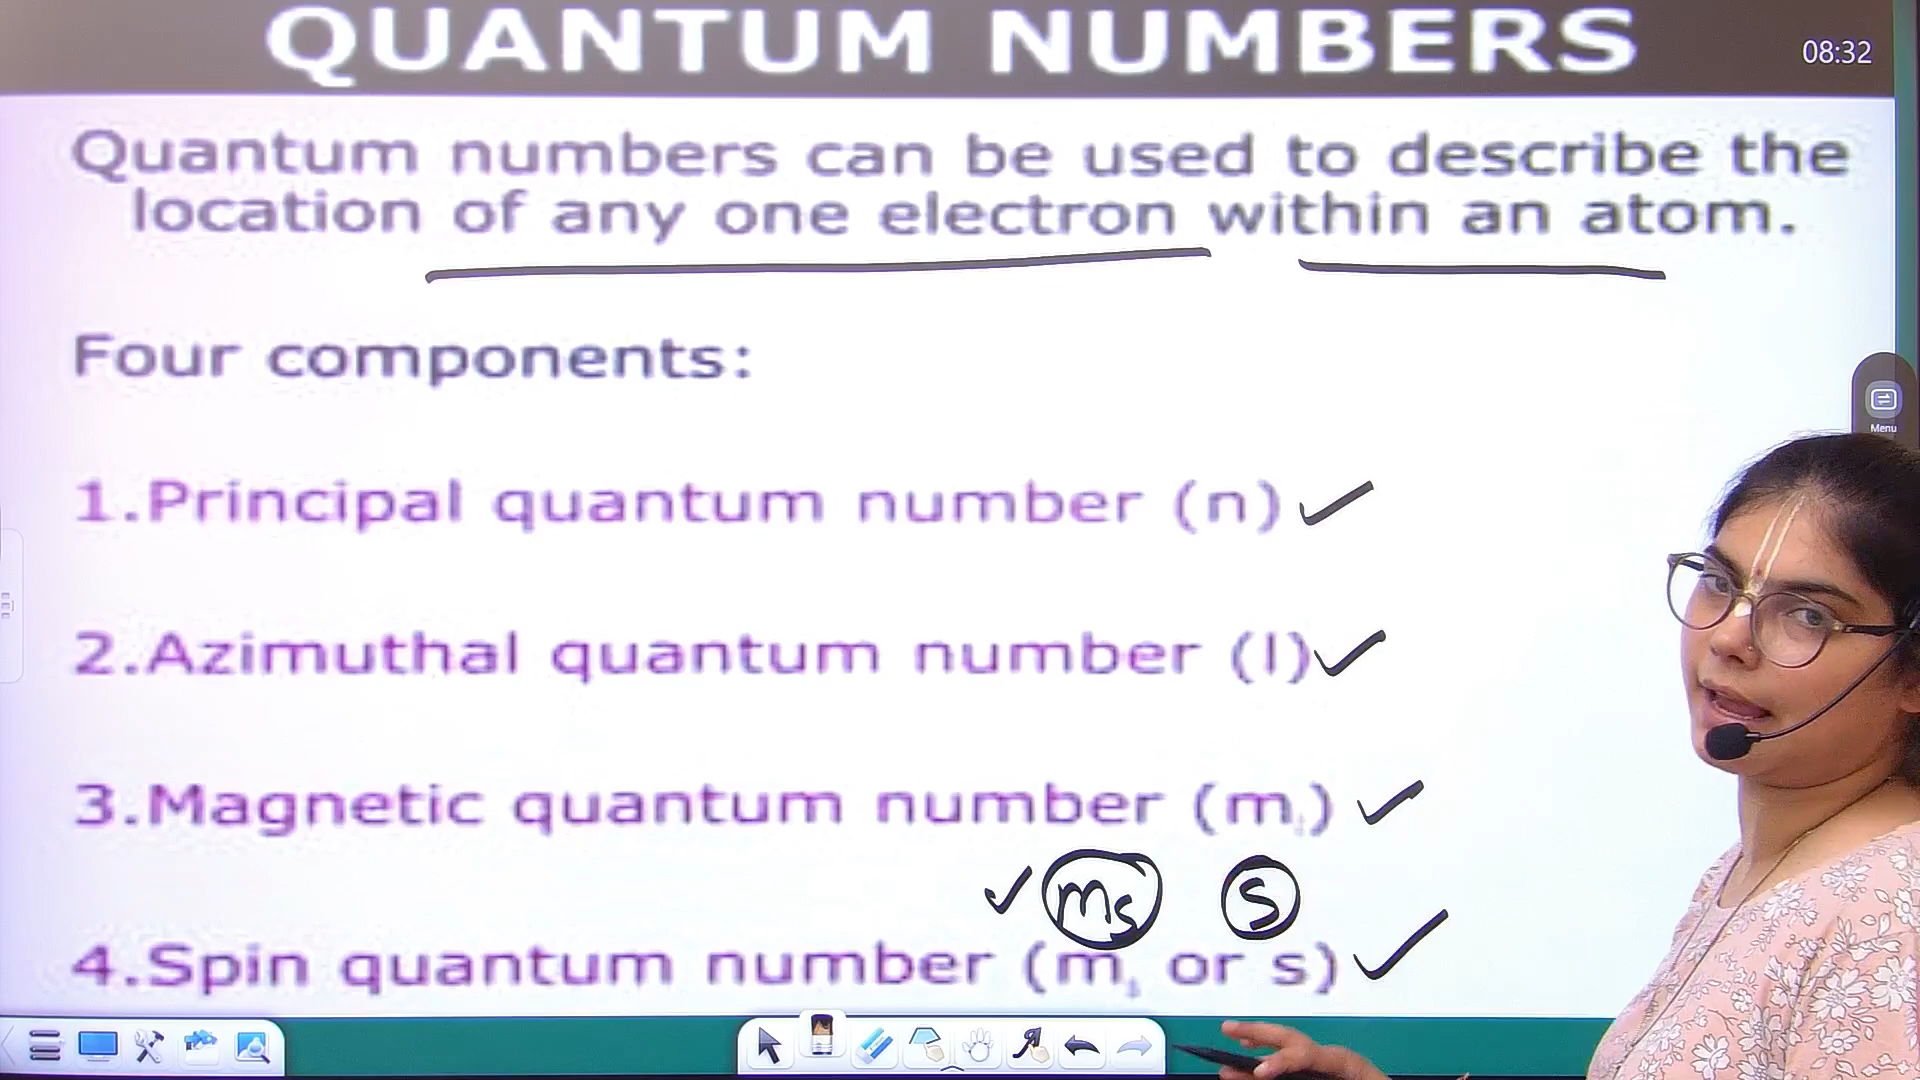 QUANTUM NUMBERS
08:32
Quantum numbers can be used to describe the
location of any one electron within an atom.
Four components:
Menu
1.Principal quantum number (n)
2.Azimuthal quantum number (l)
3.Magnetic quantum number (mₗ)
ms s
4.Spin quantum number (mₛ or s)